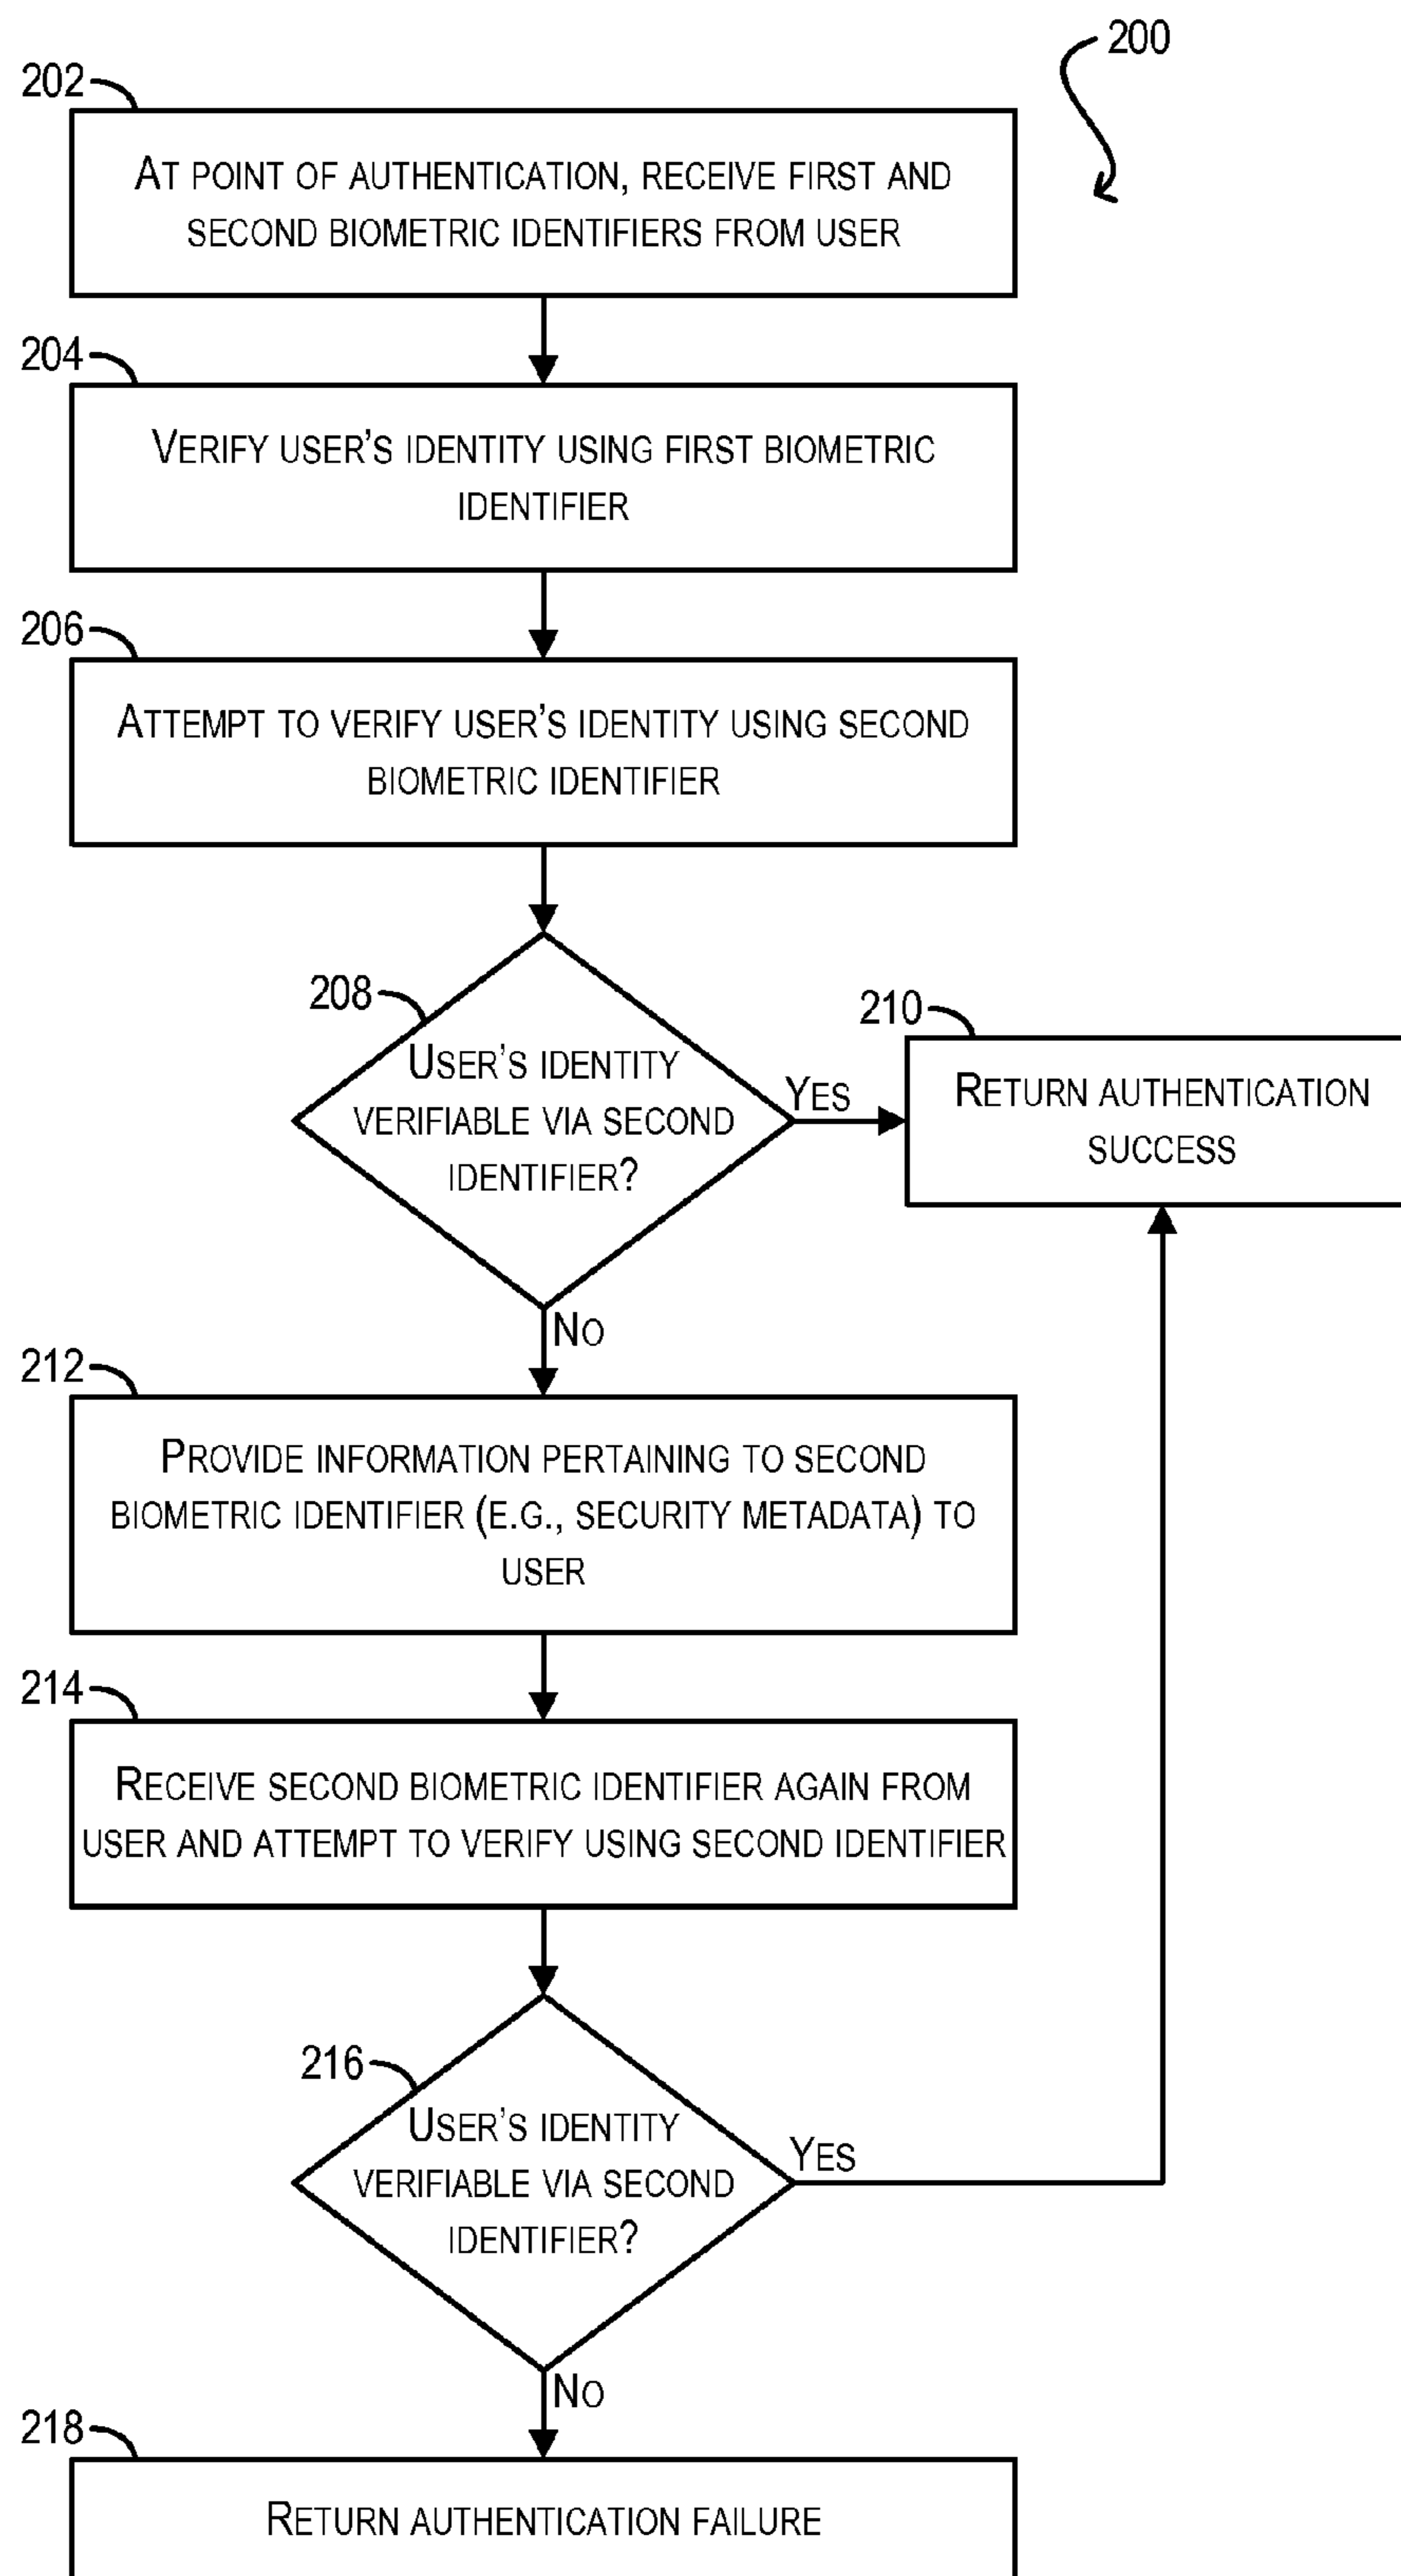 200
202
AT POINT OF AUTHENTICATION, RECEIVE FIRST AND
SECOND BIOMETRIC IDENTIFIERS FROM USER
204
VERIFY USER'S IDENTITY USING FIRST BIOMETRIC
IDENTIFIER
206
ATTEMPT TO VERIFY USER'S IDENTITY USING SECOND
BIOMETRIC IDENTIFIER
208
USER'S IDENTITY
VERIFIABLE VIA SECOND
IDENTIFIER?
YES
210
RETURN AUTHENTICATION
SUCCESS
NO
212
PROVIDE INFORMATION PERTAINING TO SECOND
BIOMETRIC IDENTIFIER (E.G., SECURITY METADATA) TO
USER
214
RECEIVE SECOND BIOMETRIC IDENTIFIER AGAIN FROM
USER AND ATTEMPT TO VERIFY USING SECOND IDENTIFIER
216
USER'S IDENTITY
VERIFIABLE VIA SECOND
IDENTIFIER?
YES
NO
218
RETURN AUTHENTICATION FAILURE